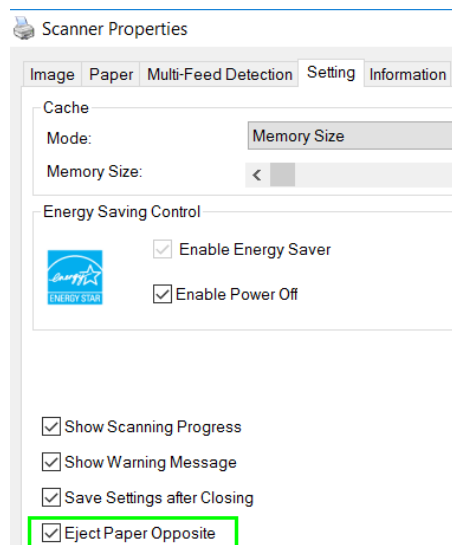 Scanner Properties
Image Paper Multi-Feed Detection Setting Information
Cache
Mode: Memory Size
Memory Size:
Energy Saving Control
Enable Energy Saver
energy
ENERGY STAR
Enable Power Off
Show Scanning Progress
Show Warning Message
Save Settings after Closing
Eject Paper Opposite